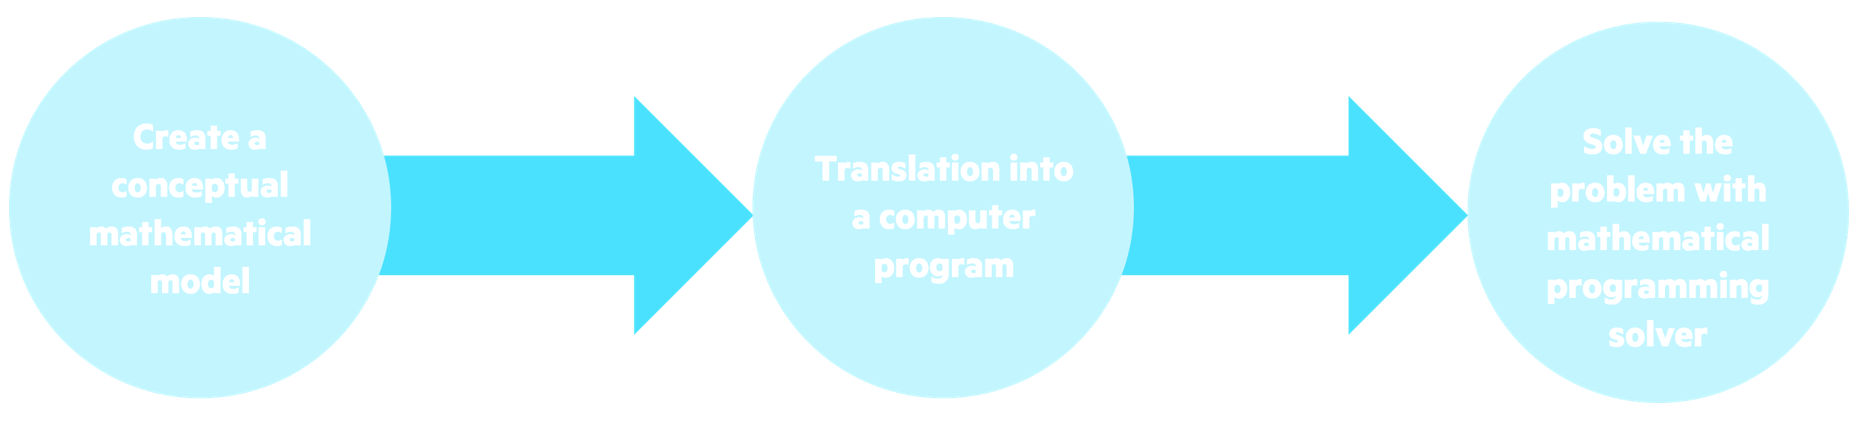 Create a
conceptual
mathematical
model
Translation into
a computer
program
Solve the
problem with
mathematical
programming
solver